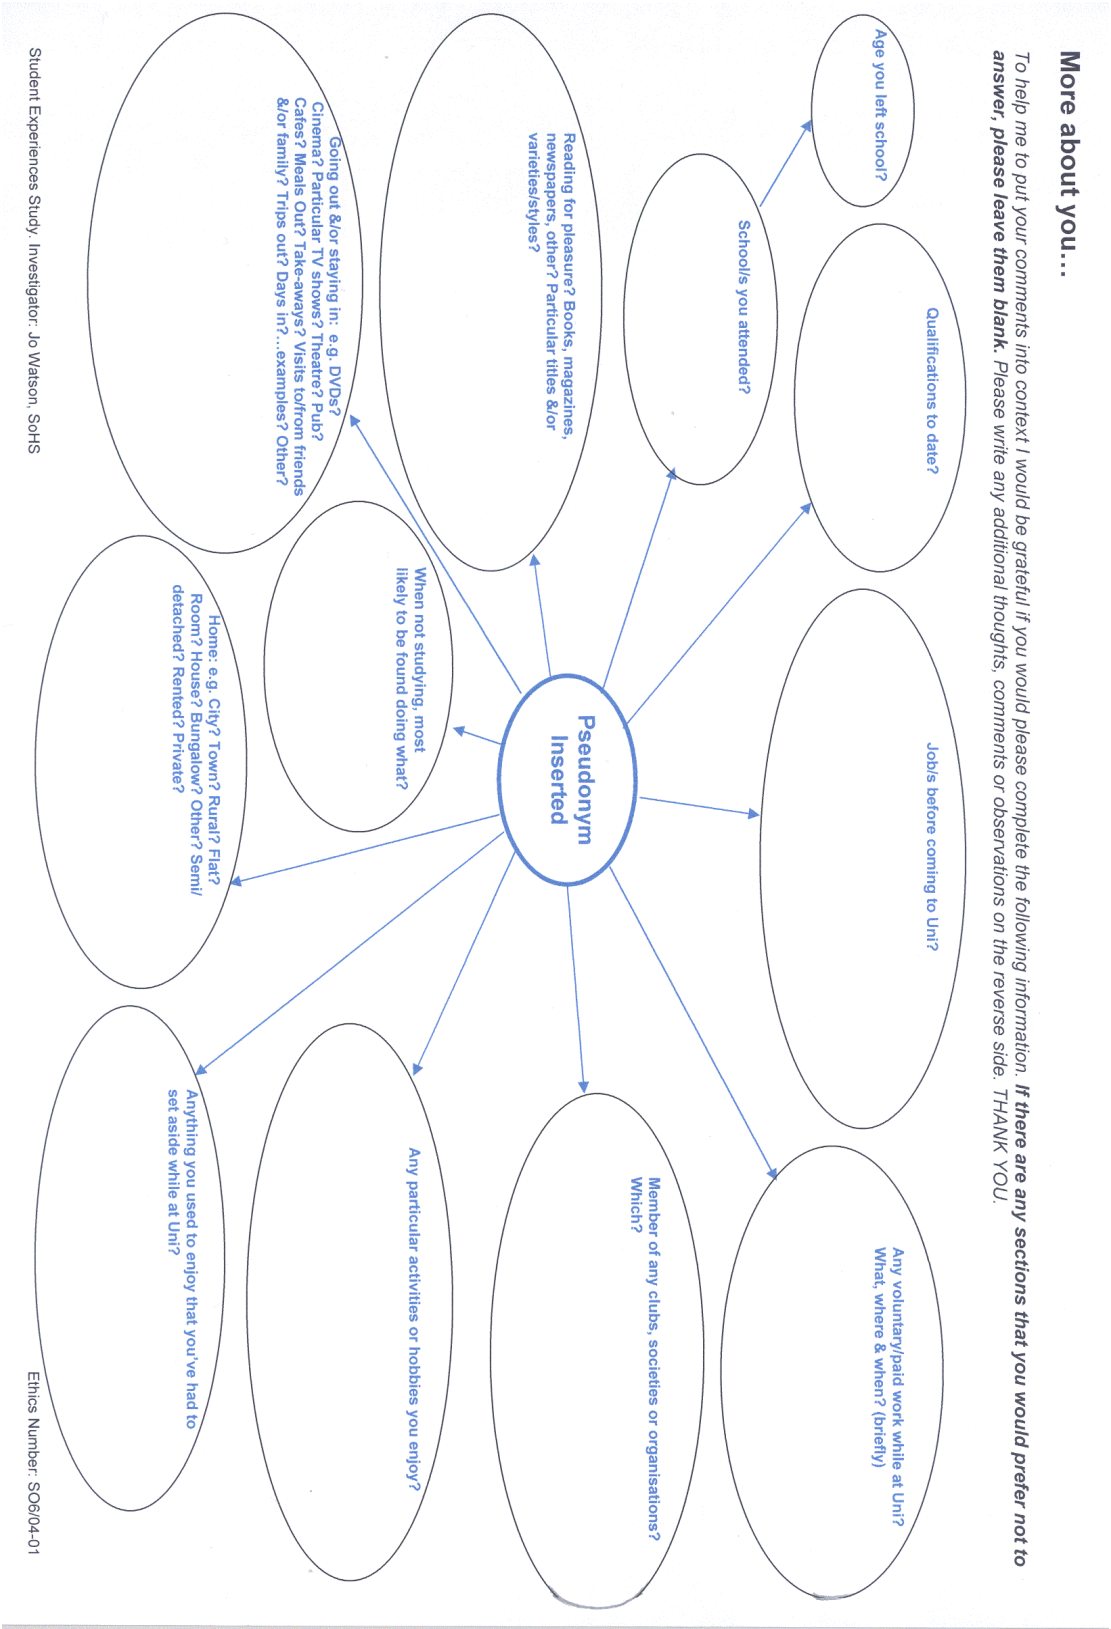 More about you...
To help me to put your comments into context I would be grateful if you would please complete the following information. If there are any sections that you would prefer not to
answer, please leave them blank. Please write any additional thoughts, comments or observations on the reverse side. THANK YOU.
Age you left school?
Qualifications to date?
Job/s before coming to Uni?
Any voluntary/paid work while at Uni?
What, where & when? (briefly)
School/s you attended?
Member of any clubs, societies or organisations?
Which?
Pseudonym
Inserted
Reading for pleasure? Books, magazines,
newspapers, other? Particular titles &/or
varieties/styles?
When not studying, most
likely to be found doing what?
Any particular activities or hobbies you enjoy?
Going out &/or staying in: e.g. DVDs?
Cinema? Particular TV shows? Theatre? Pub?
Cafes? Meals Out? Take-aways? Visits to/from friends
&/or family? Trips out? Days in?...examples? Other?
Home: e.g. City? Town? Rural? Flat?
Room? House? Bungalow? Other? Semi/
detached? Rented? Private?
Anything you used to enjoy that you've had to
set aside while at Uni?
Student Experiences Study. Investigator: Jo Watson, SoHS
Ethics Number: SO6/04-01